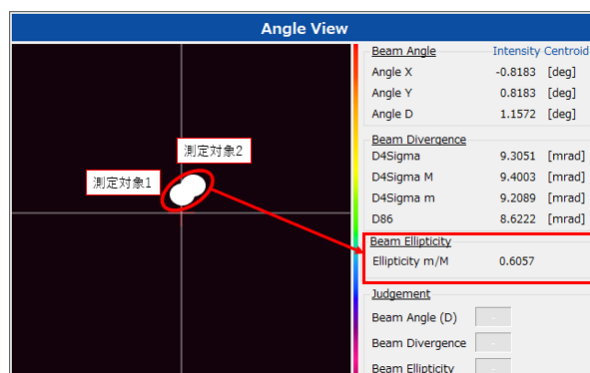 Angle View
測定対象2
測定対象1
Beam Angle Intensity Centroid
Angle X -0.8183 [deg]
Angle Y 0.8183 [deg]
Angle D 1.1572 [deg]
Beam Divergence
D4Sigma 9.3051 [mrad]
D4Sigma M 9.4003 [mrad]
D4Sigma m 9.2089 [mrad]
D86 8.6222 [mrad]
Beam Ellipticity
Ellipticity m/M 0.6057
Judgement
Beam Angle (D) -
Beam Divergence -
Beam Ellipticity -